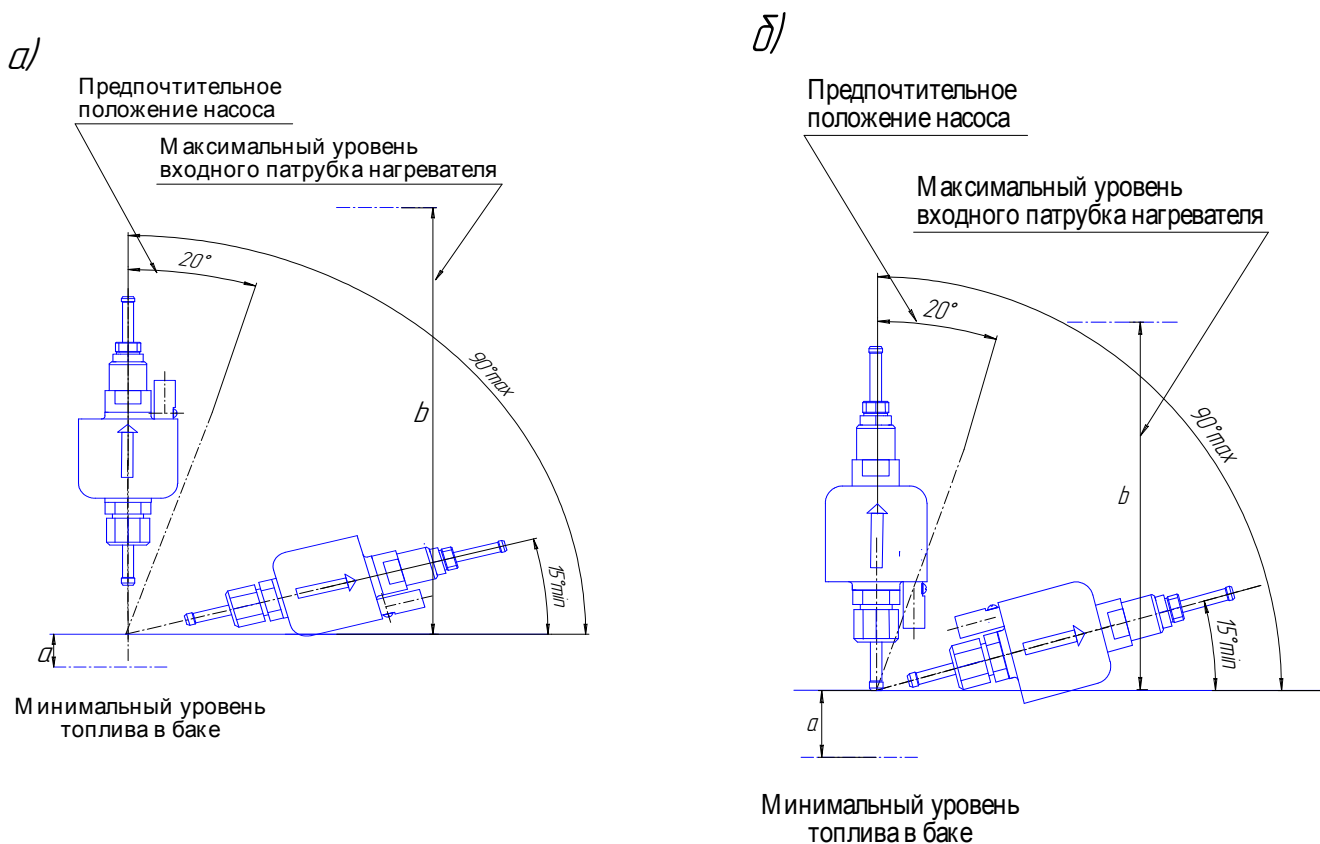 а)
Предпочтительное
положение насоса
Максимальный уровень
входного патрубка нагревателя
20°
90°max
b
15°min
a
Минимальный уровень
топлива в баке
б)
Предпочтительное
положение насоса
Максимальный уровень
входного патрубка нагревателя
20°
90°max
b
15°min
a
Минимальный уровень
топлива в баке